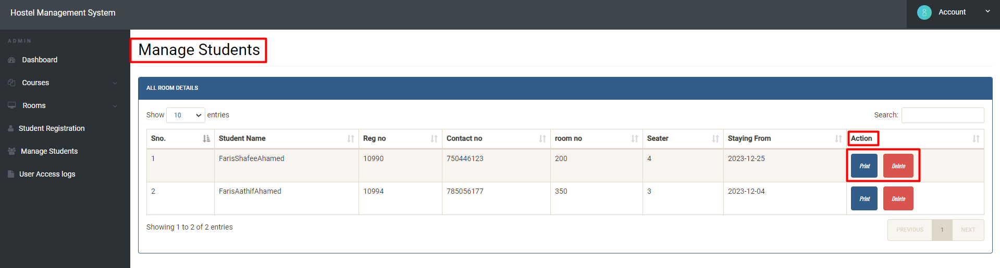 Hostel Management System
Account
ADMIN
Dashboard
Courses
Rooms
Student Registration
Manage Students
User Access logs
Manage Students
ALL ROOM DETAILS
Show 10 entries
Search:
Sno. Student Name Reg no Contact no room no Seater Staying From Action
1 FarisShafeeAhamed 10990 750446123 200 4 2023-12-25 Print Delete
2 FarisAathifAhamed 10994 785056177 350 3 2023-12-04 Print Delete
Showing 1 to 2 of 2 entries
PREVIOUS 1 NEXT